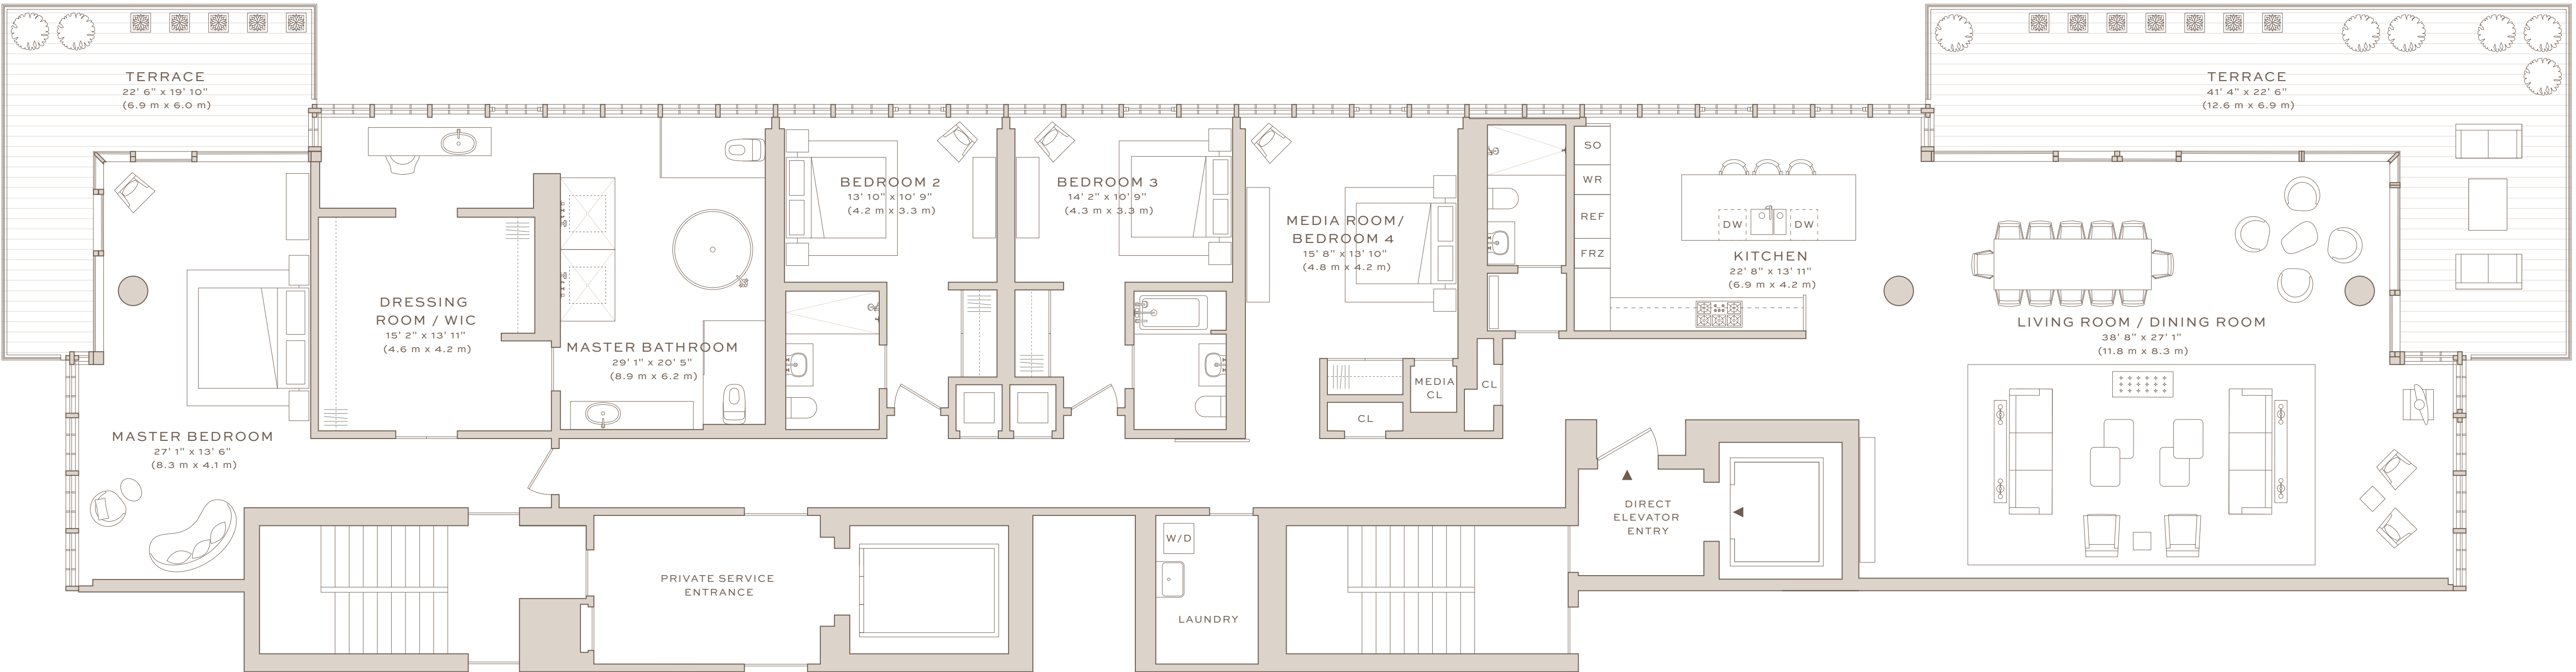 TERRACE
22' 6" x 19' 10"
(6.9 m x 6.0 m)
MASTER BEDROOM
27' 1" x 13' 6"
(8.3 m x 4.1 m)
DRESSING
ROOM / WIC
15' 2" x 13' 11"
(4.6 m x 4.2 m)
MASTER BATHROOM
29' 1" x 20' 5"
(8.9 m x 6.2 m)
BEDROOM 2
13' 10" x 10' 9"
(4.2 m x 3.3 m)
BEDROOM 3
14' 2" x 10' 9"
(4.3 m x 3.3 m)
MEDIA ROOM/
BEDROOM 4
15' 8" x 13' 10"
(4.8 m x 4.2 m)
MEDIA
CL
CL
CL
SO
WR
REF
FRZ
DW
DW
KITCHEN
22' 8" x 13' 11"
(6.9 m x 4.2 m)
TERRACE
41' 4" x 22' 6"
(12.6 m x 6.9 m)
LIVING ROOM / DINING ROOM
38' 8" x 27' 1"
(11.8 m x 8.3 m)
DIRECT
ELEVATOR
ENTRY
PRIVATE SERVICE
ENTRANCE
W/D
LAUNDRY